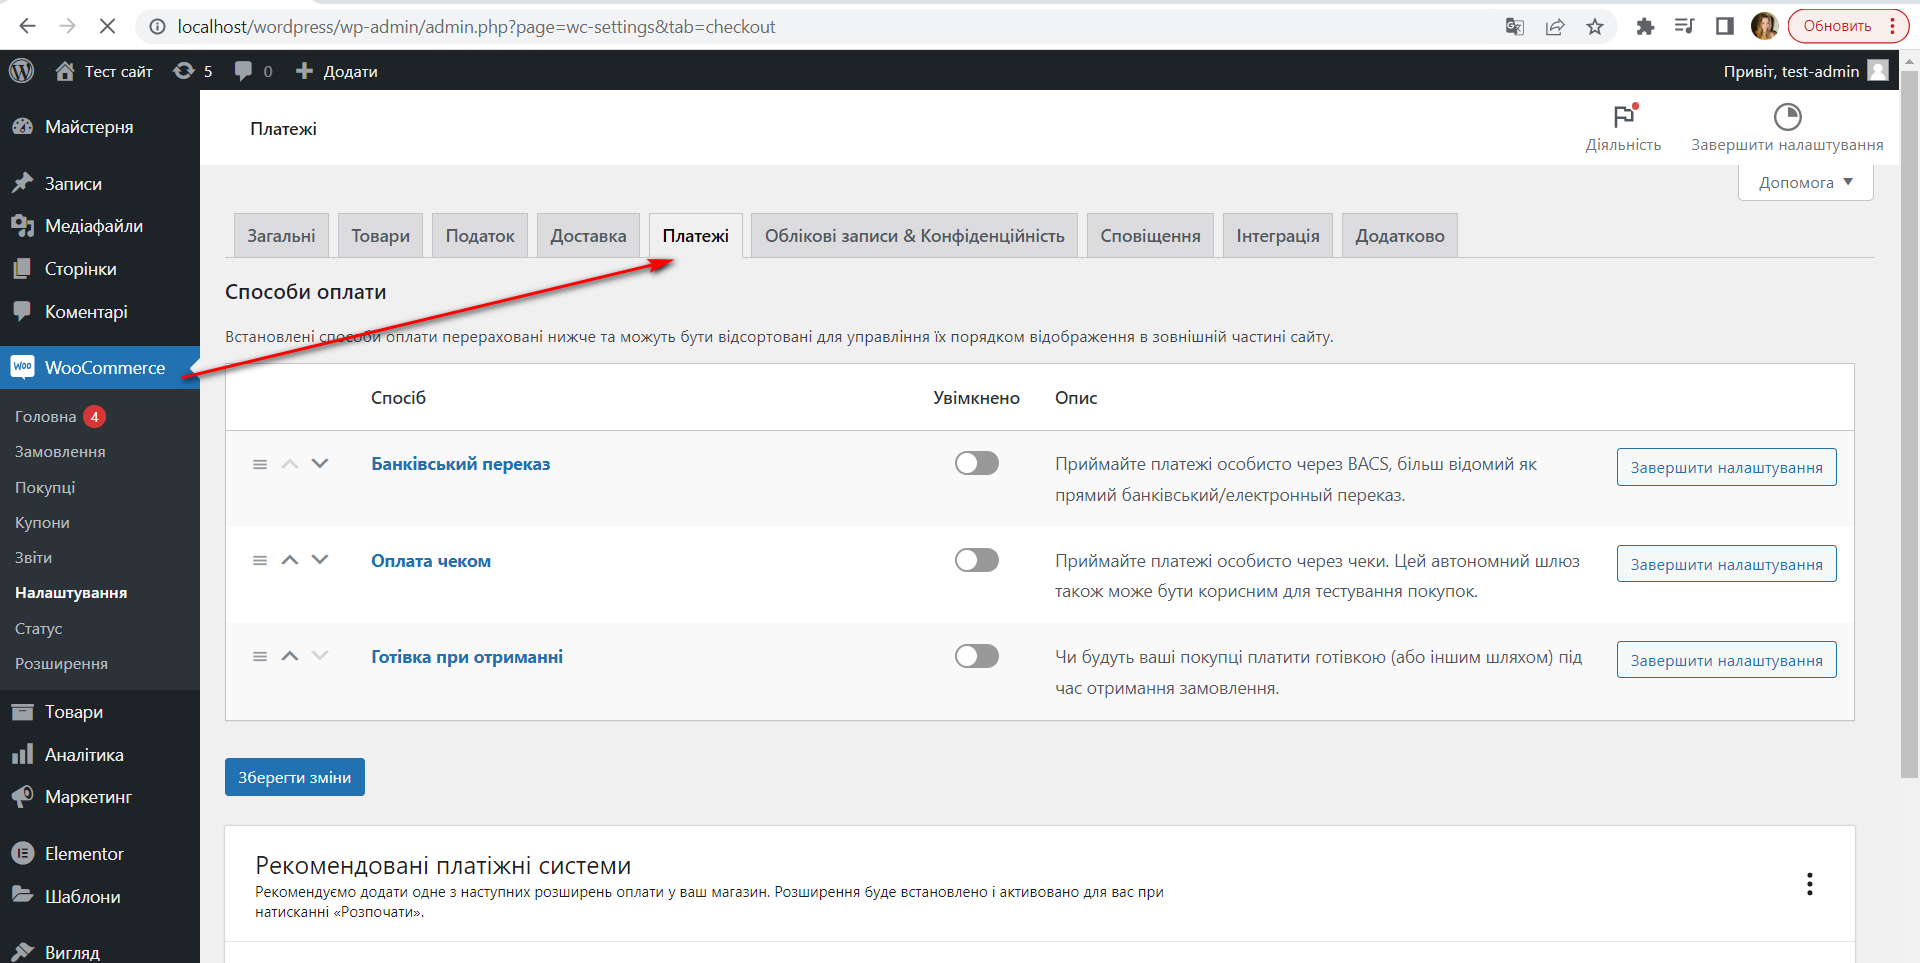 localhost/wordpress/wp-admin/admin.php?page=wc-settings&tab=checkout
Обновить
Тест сайт
5
0
Додати
Привіт, test-admin
Майстерня
Записи
Медіафайли
Сторінки
Коментарі
Woo
WooCommerce
Головна 4
Замовлення
Покупці
Купони
Звіти
Налаштування
Статус
Розширення
Товари
Аналітика
Маркетинг
Elementor
Шаблони
Вигляд
Платежі
Діяльність
Завершити налаштування
Допомога
Загальні
Товари
Податок
Доставка
Платежі
Облікові записи & Конфіденційність
Сповіщення
Інтеграція
Додатково
Способи оплати
Встановлені способи оплати перераховані нижче та можуть бути відсортовані для управління їх порядком відображення в зовнішній частині сайту.
Спосіб
Увімкнено
Опис
Банківський переказ
Приймайте платежі особисто через BACS, більш відомий як
прямий банківський/електронный переказ.
Завершити налаштування
Оплата чеком
Приймайте платежі особисто через чеки. Цей автономний шлюз
також може бути корисним для тестування покупок.
Завершити налаштування
Готівка при отриманні
Чи будуть ваші покупці платити готівкою (або іншим шляхом) під
час отримання замовлення.
Завершити налаштування
Зберегти зміни
Рекомендовані платіжні системи
Рекомендуємо додати одне з наступних розширень оплати у ваш магазин. Розширення буде встановлено і активовано для вас при
натисканні «Розпочати».